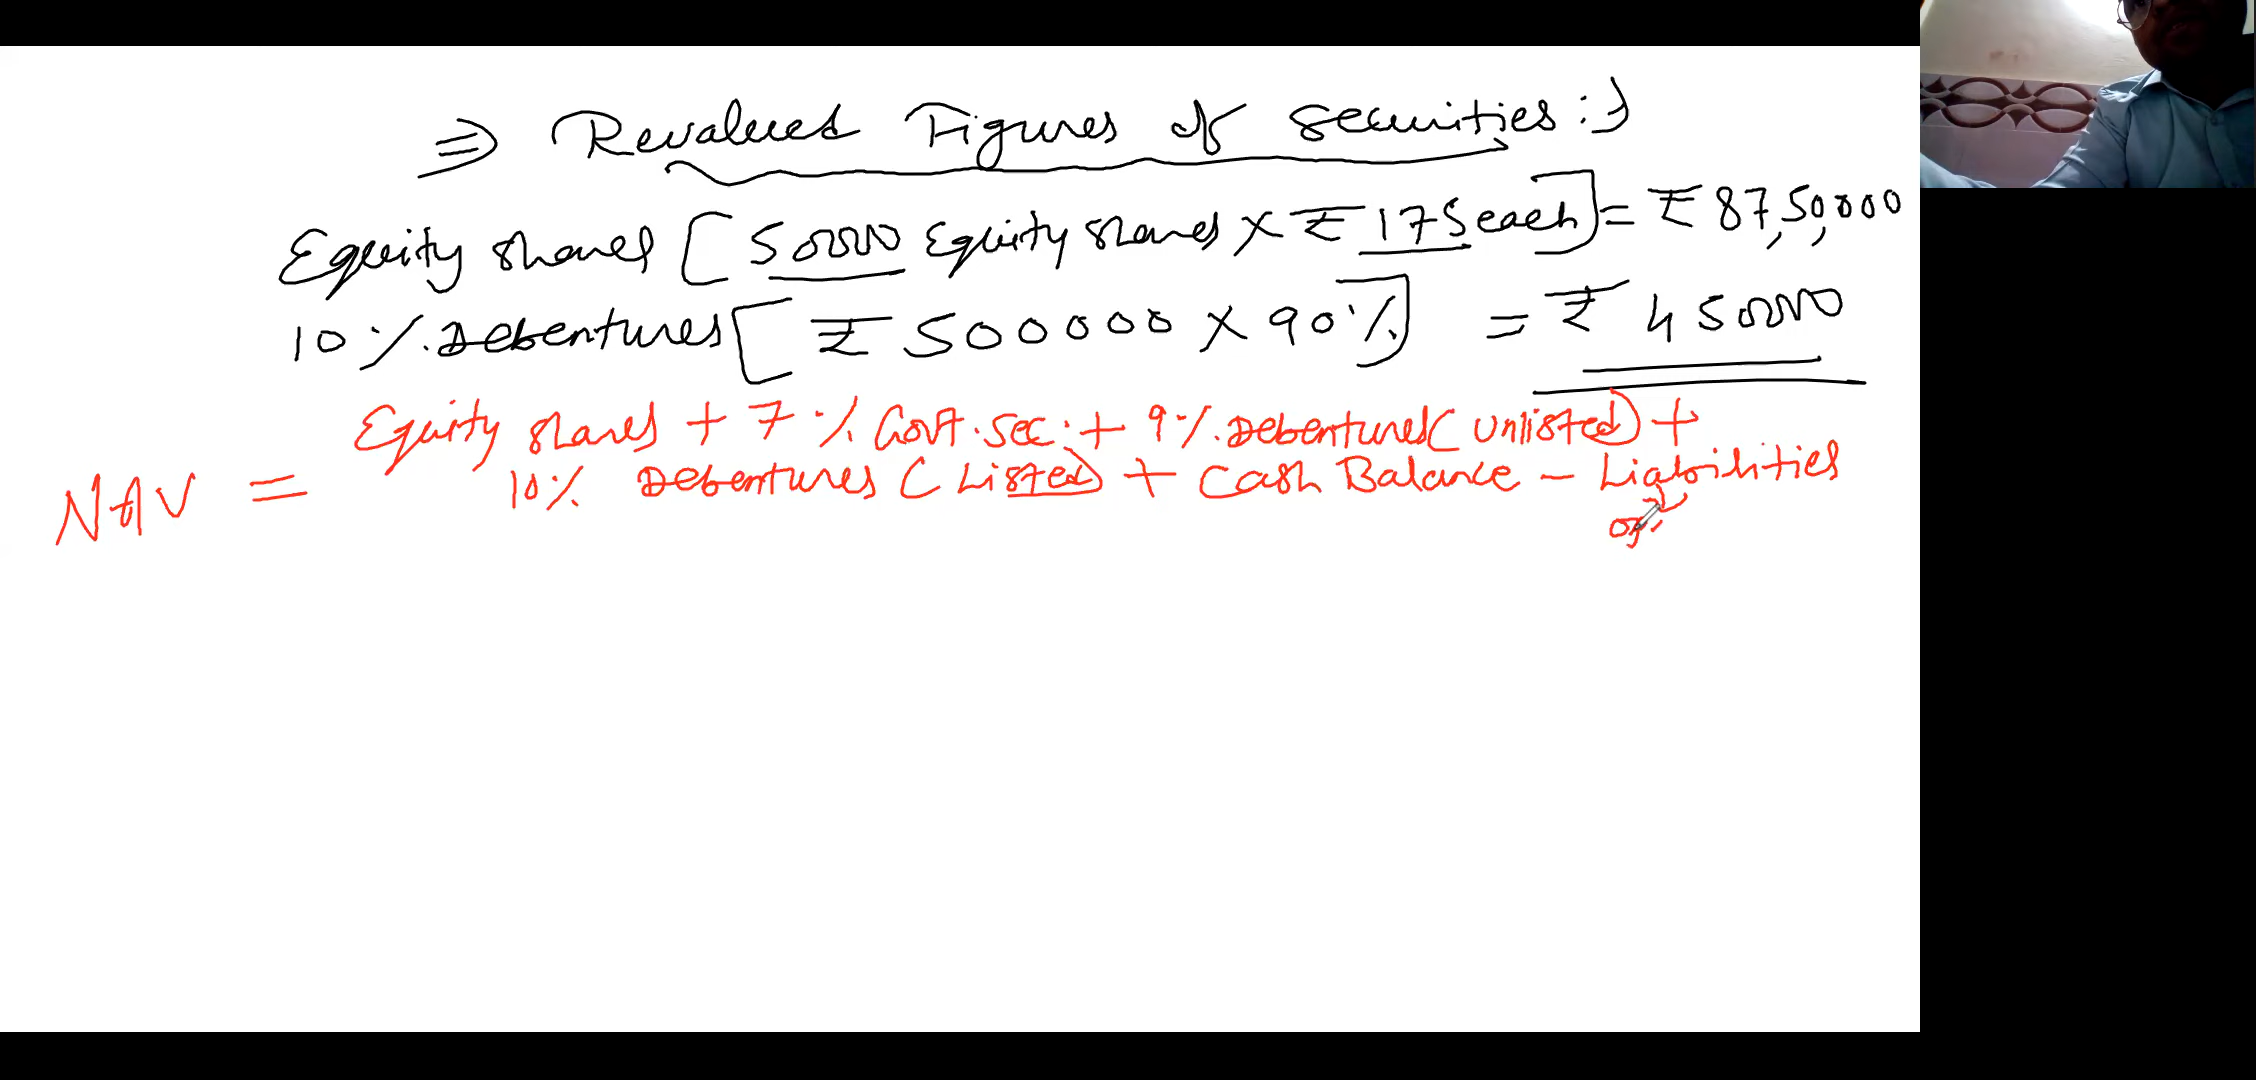 ⇒ Revalued Figures of Securities :→
Equity shares [50000 Equity shares × ₹ 175 each] = ₹ 87,50,000
10 %. Debentures [₹ 500000 × 90%] = ₹ 450000
Equity shares + 7 %. Govt. Sec. + 9 %. Debentures (Unlisted) +
NAV = 10% Debentures (Listed) + Cash Balance - Liabilities